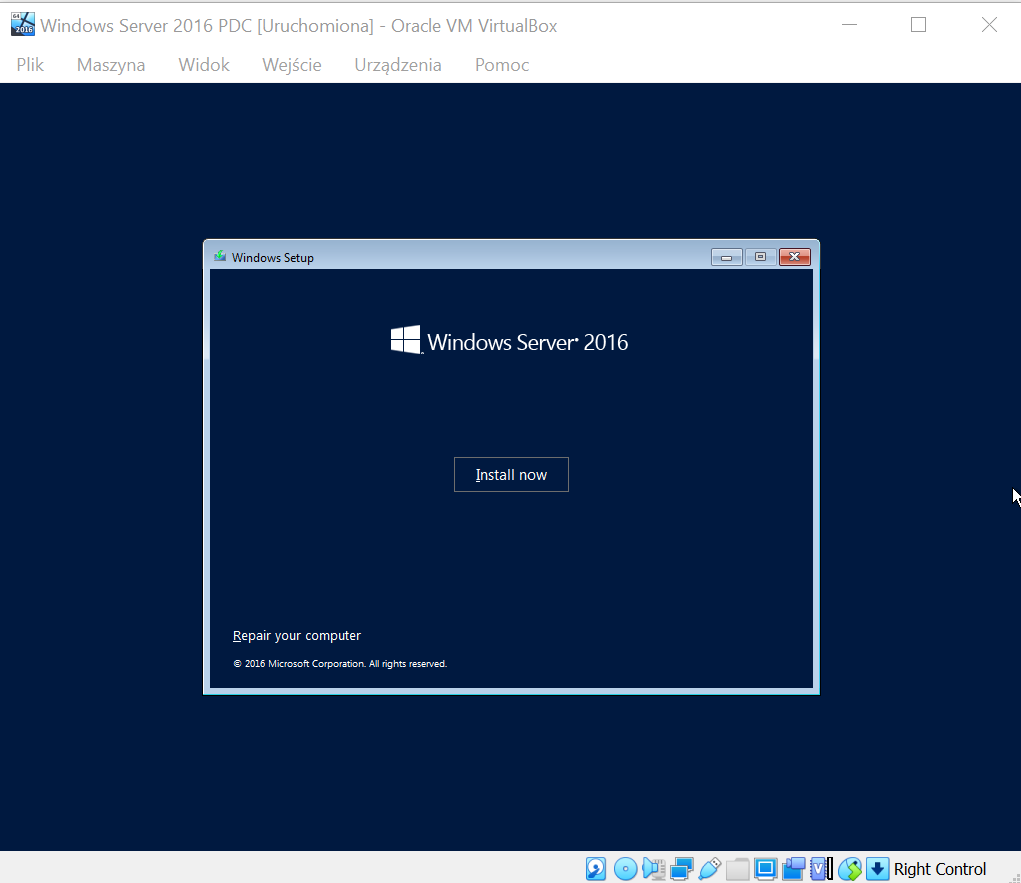 Windows Server 2016 PDC [Uruchomiona] - Oracle VM VirtualBox
Plik Maszyna Widok Wejście Urządzenia Pomoc
Windows Setup
Windows Server® 2016
Install now
Repair your computer
© 2016 Microsoft Corporation. All rights reserved.
Right Control